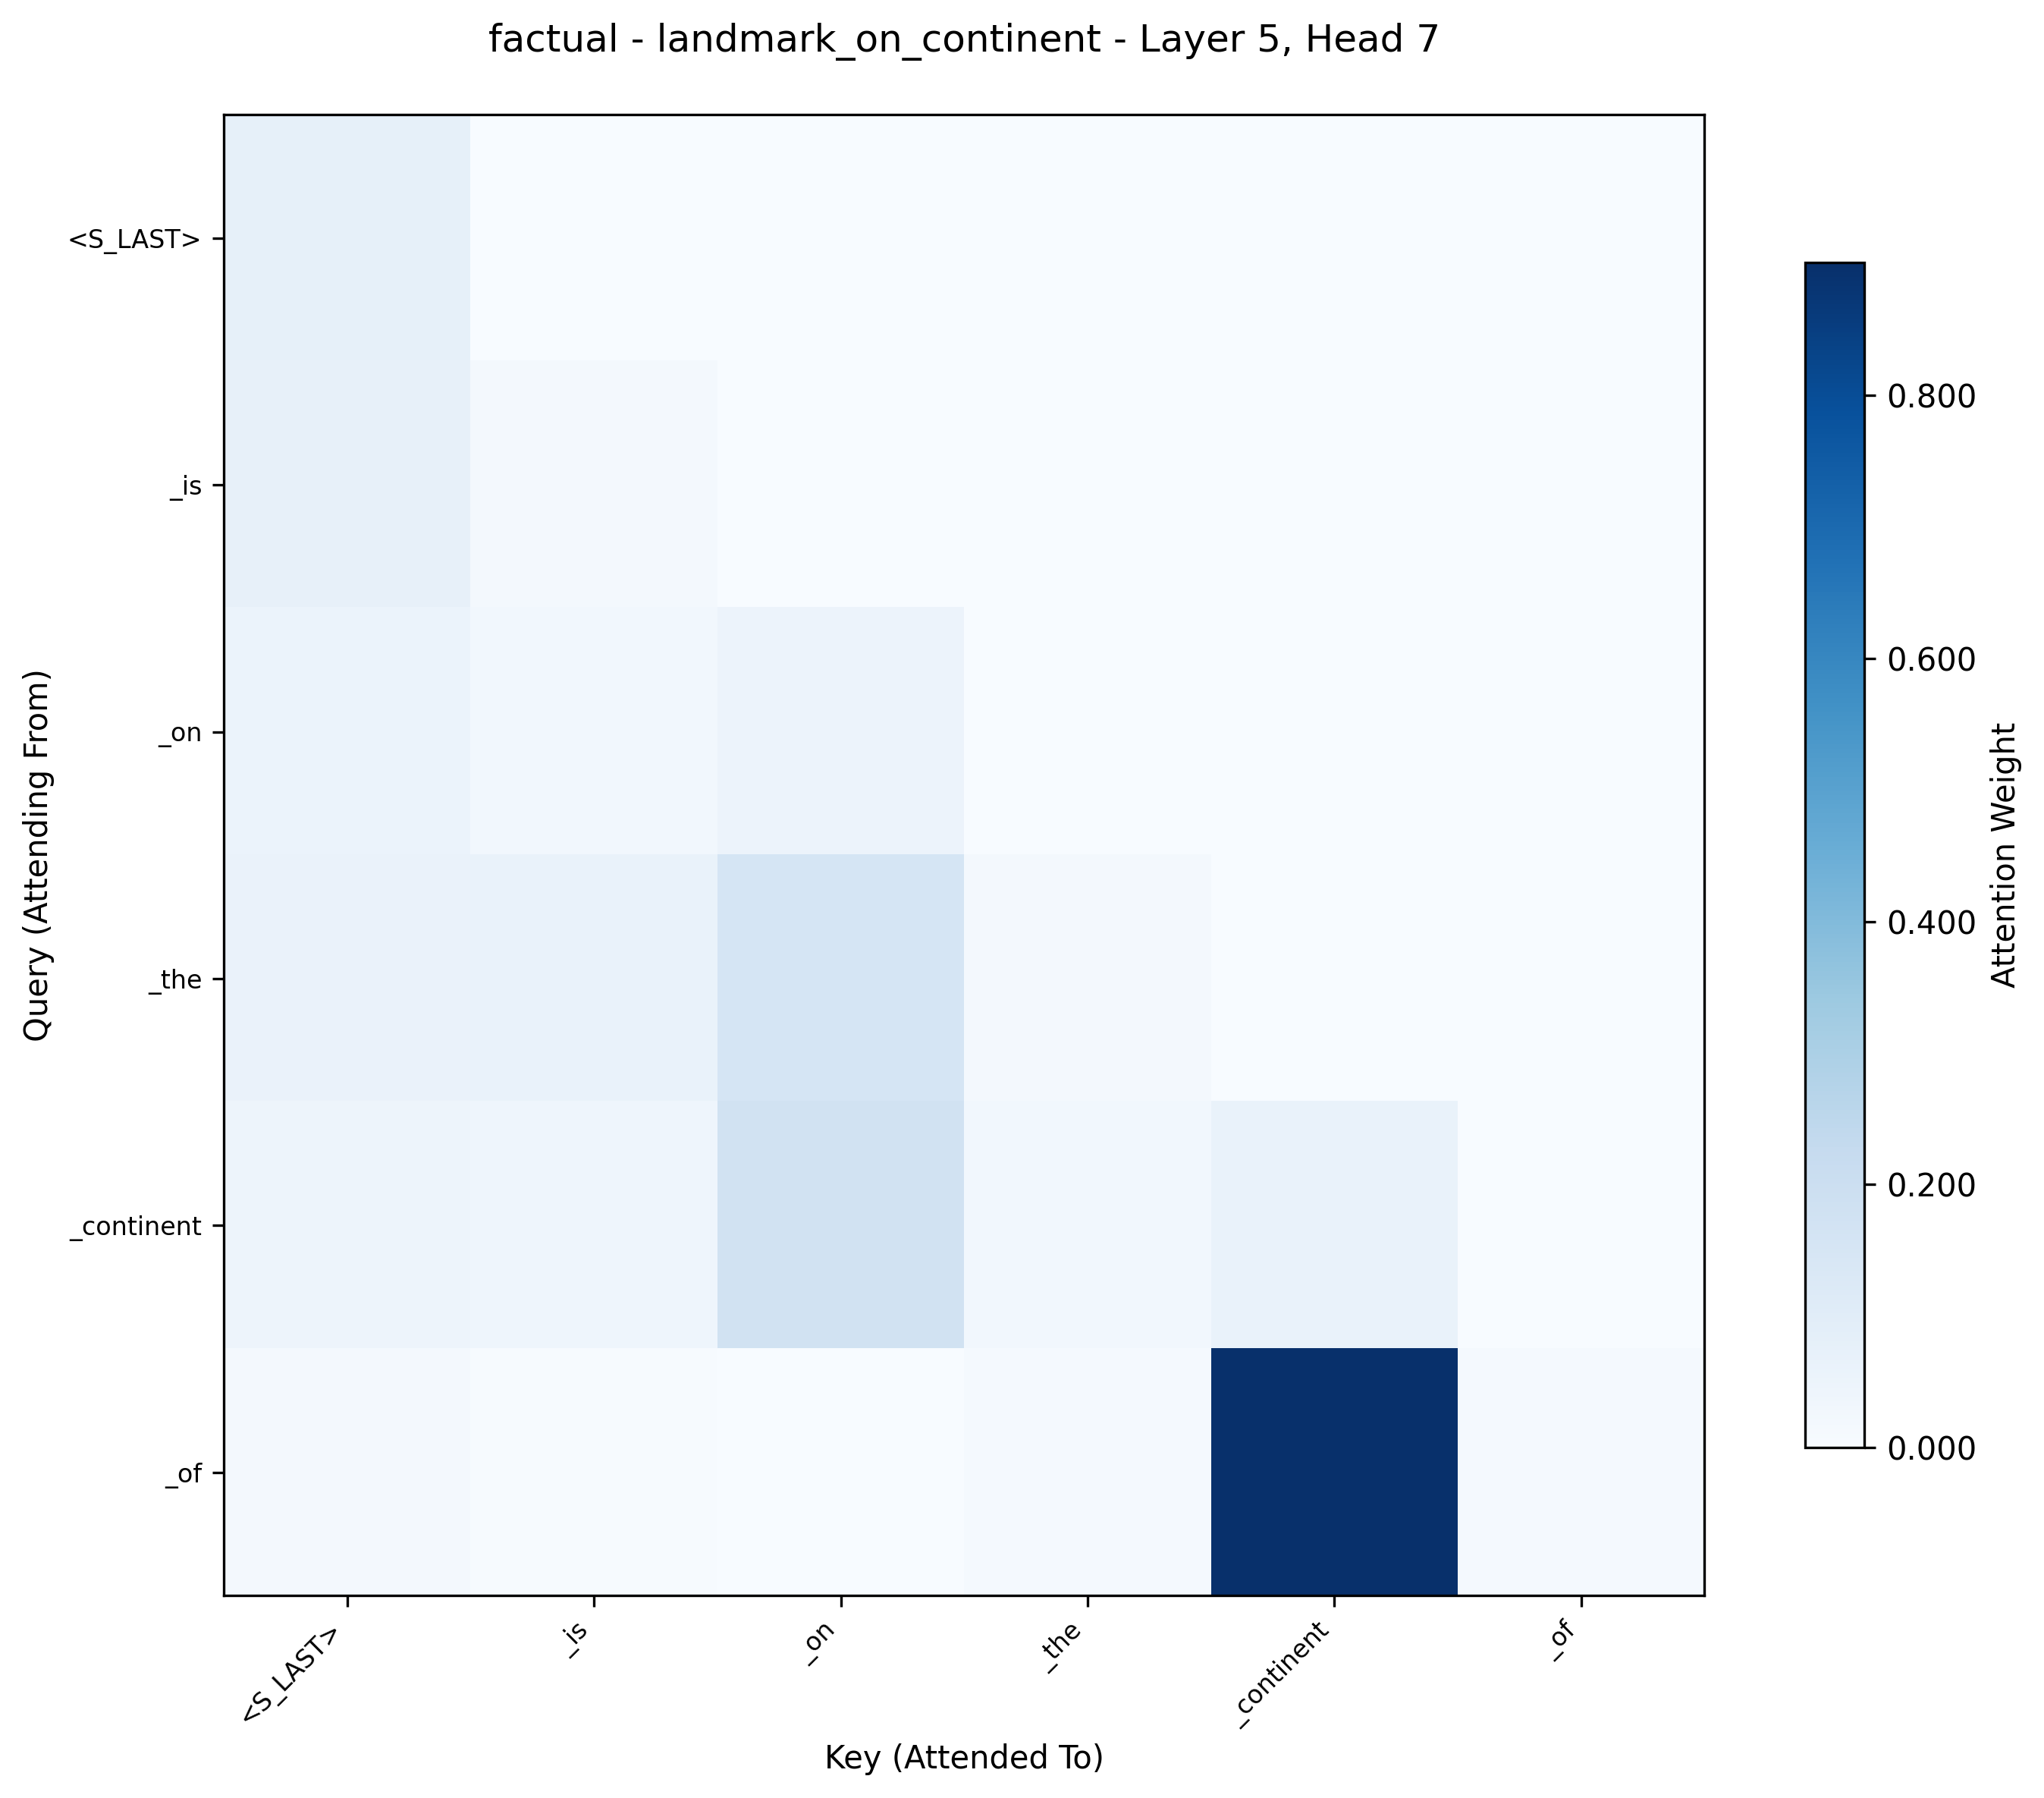 factual - landmark_on_continent - Layer 5, Head 7
Query (Attending From)
<S_LAST>
_is
_on
_the
_continent
_of
<S_LAST>
_is
_on
_the
_continent
_of
Key (Attended To)
0.800
0.600
0.400
0.200
0.000
Attention Weight